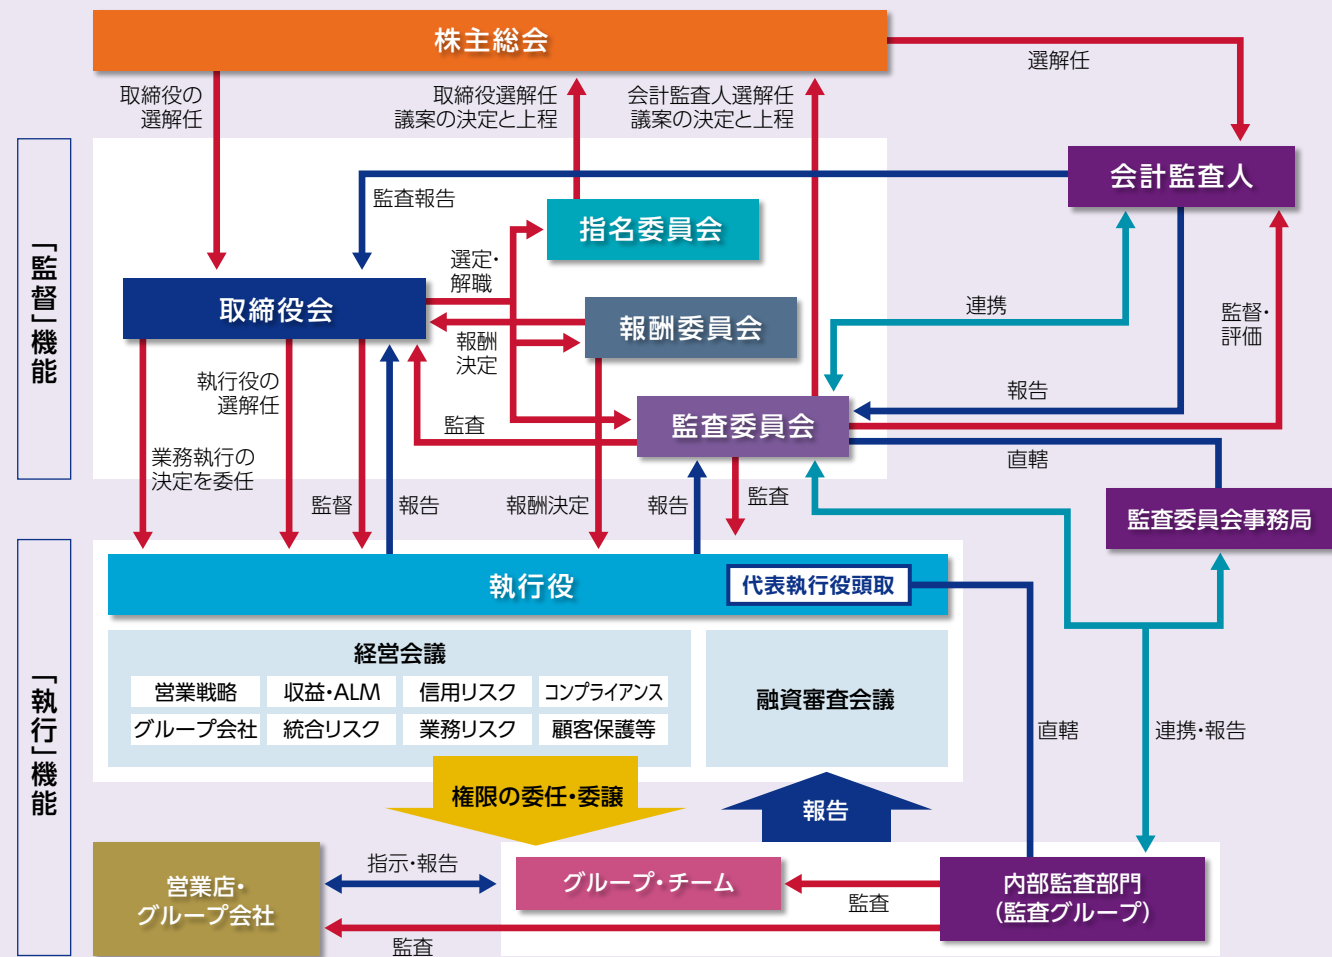 株主総会
選解任
取締役の
選解任
取締役選解任
議案の決定と上程
会計監査人選解任
議案の決定と上程
「監督」機能
会計監査人
監査報告
指名委員会
選定・
解職
取締役会
報酬委員会
連携
監督・
評価
報酬
決定
執行役の
選解任
報告
監査
監査委員会
業務執行の
決定を委任
直轄
監督
報告
報酬決定
報告
監査
監査委員会事務局
「執行」機能
執行役
代表執行役頭取
経営会議
営業戦略
収益・ALM
信用リスク
コンプライアンス
グループ会社
統合リスク
業務リスク
顧客保護等
融資審査会議
直轄
連携・報告
権限の委任・委譲
報告
営業店・
グループ会社
指示・報告
グループ・チーム
監査
内部監査部門
(監査グループ)
監査